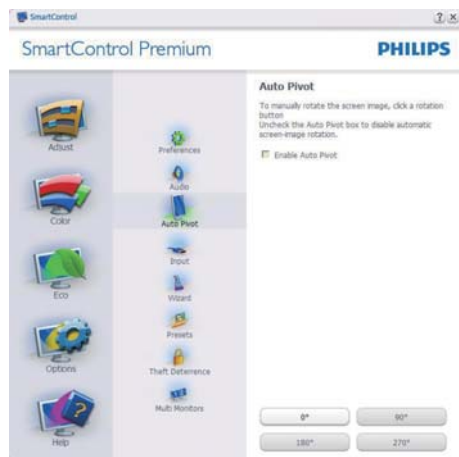 SmartControl
SmartControl Premium
PHILIPS
Adjust
Color
Eco
Options
Help
Preferences
Audio
Auto Pivot
Input
Wizard
Presets
Theft Deterrence
Multi Monitors
Auto Pivot
To manually rotate the screen image, click a rotation
button
Uncheck the Auto Pivot box to disable automatic
screen-image rotation.
Enable Auto Pivot
0°
90°
180°
270°